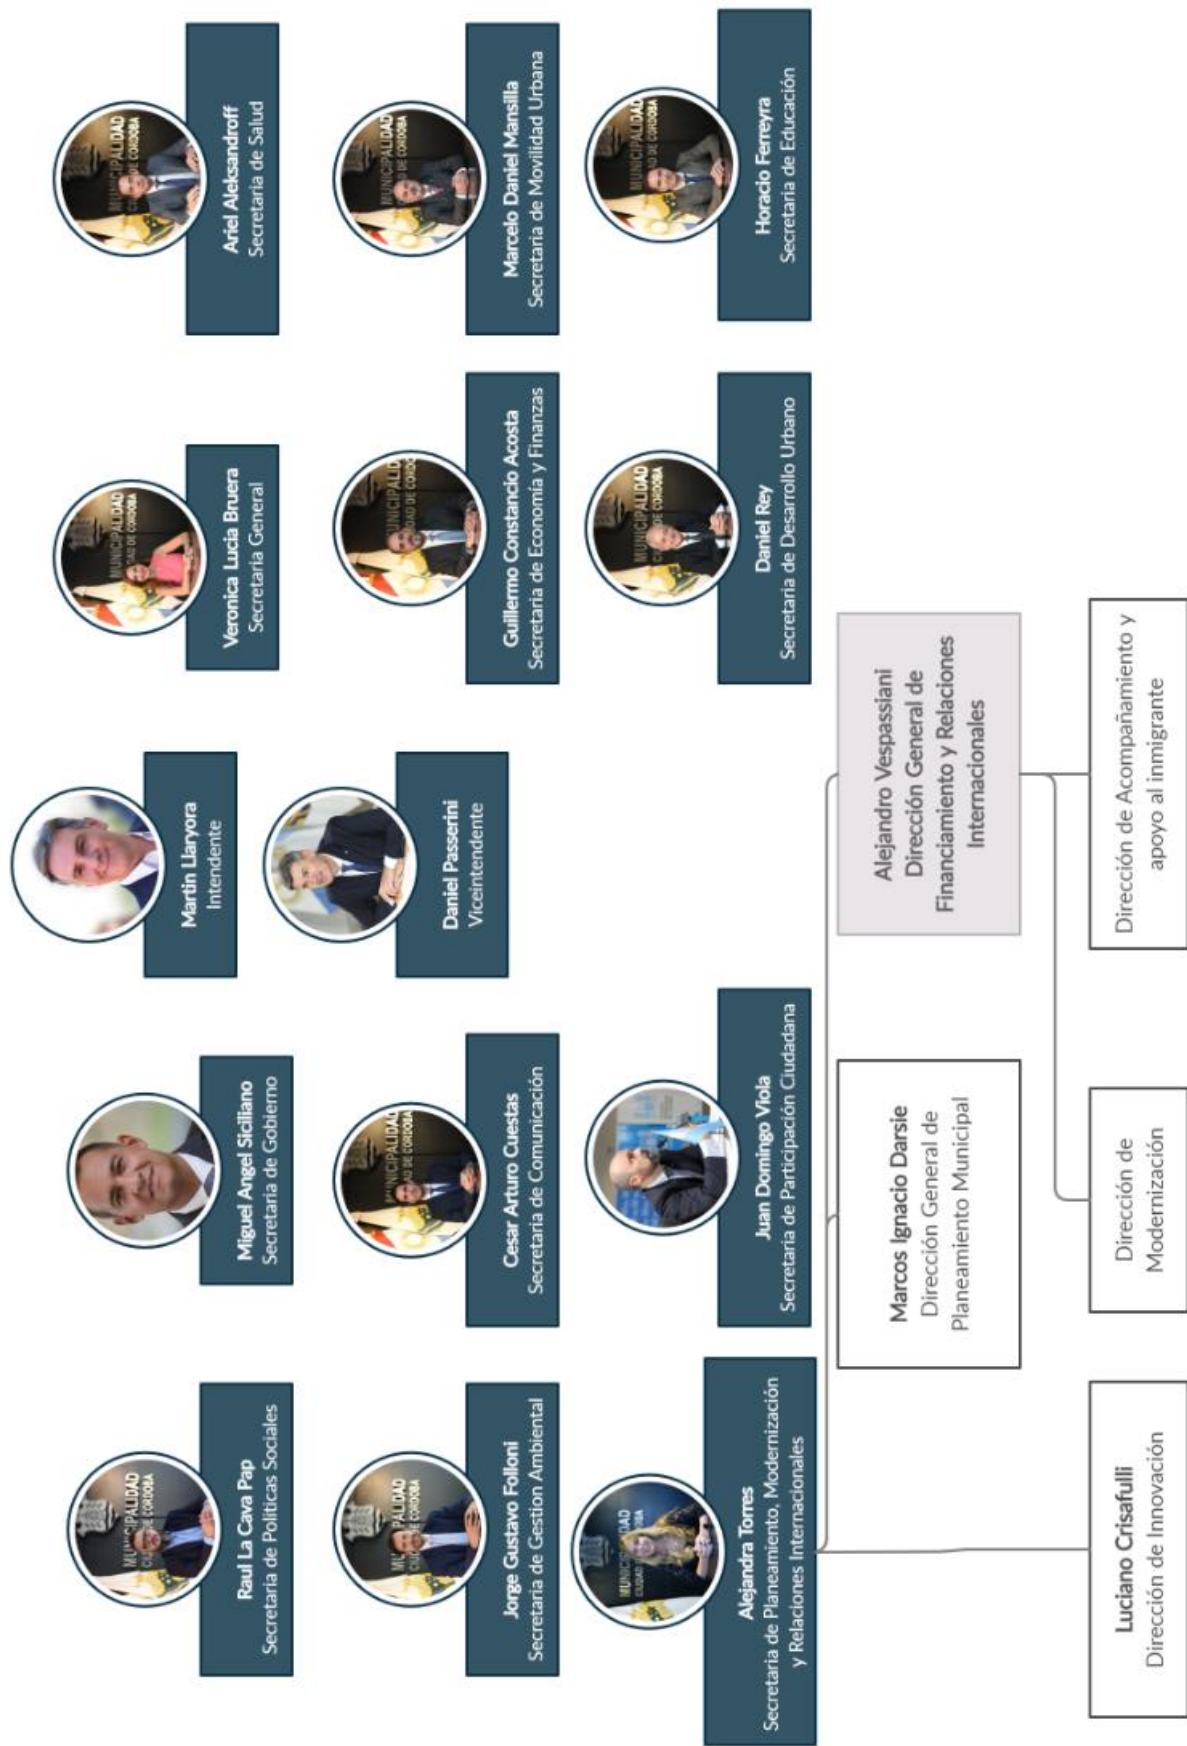 Martin Llaryora
Intendente
Daniel Passerini
Viceintendente
Raul La Cava Pap
Secretaria de Politicas Sociales
Miguel Angel Siciliano
Secretaria de Gobierno
Veronica Lucia Bruera
Secretaria General
Ariel Aleksandroff
Secretaria de Salud
Jorge Gustavo Folloni
Secretaria de Gestion Ambiental
Cesar Arturo Cuestas
Secretaria de Comunicación
Guillermo Constancio Acosta
Secretaria de Economía y Finanzas
Marcelo Daniel Mansilla
Secretaria de Movilidad Urbana
Alejandra Torres
Secretaria de Planeamiento, Modernización
y Relaciones Internacionales
Juan Domingo Viola
Secretaria de Participación Ciudadana
Daniel Rey
Secretaria de Desarrollo Urbano
Horacio Ferreyra
Secretaria de Educación
Marcos Ignacio Darsie
Dirección General de
Planeamiento Municipal
Alejandro Vespassiani
Dirección General de
Financiamiento y Relaciones
Internacionales
Luciano Crisafulli
Dirección de Innovación
Dirección de
Modernización
Dirección de Acompañamiento y
apoyo al inmigrante